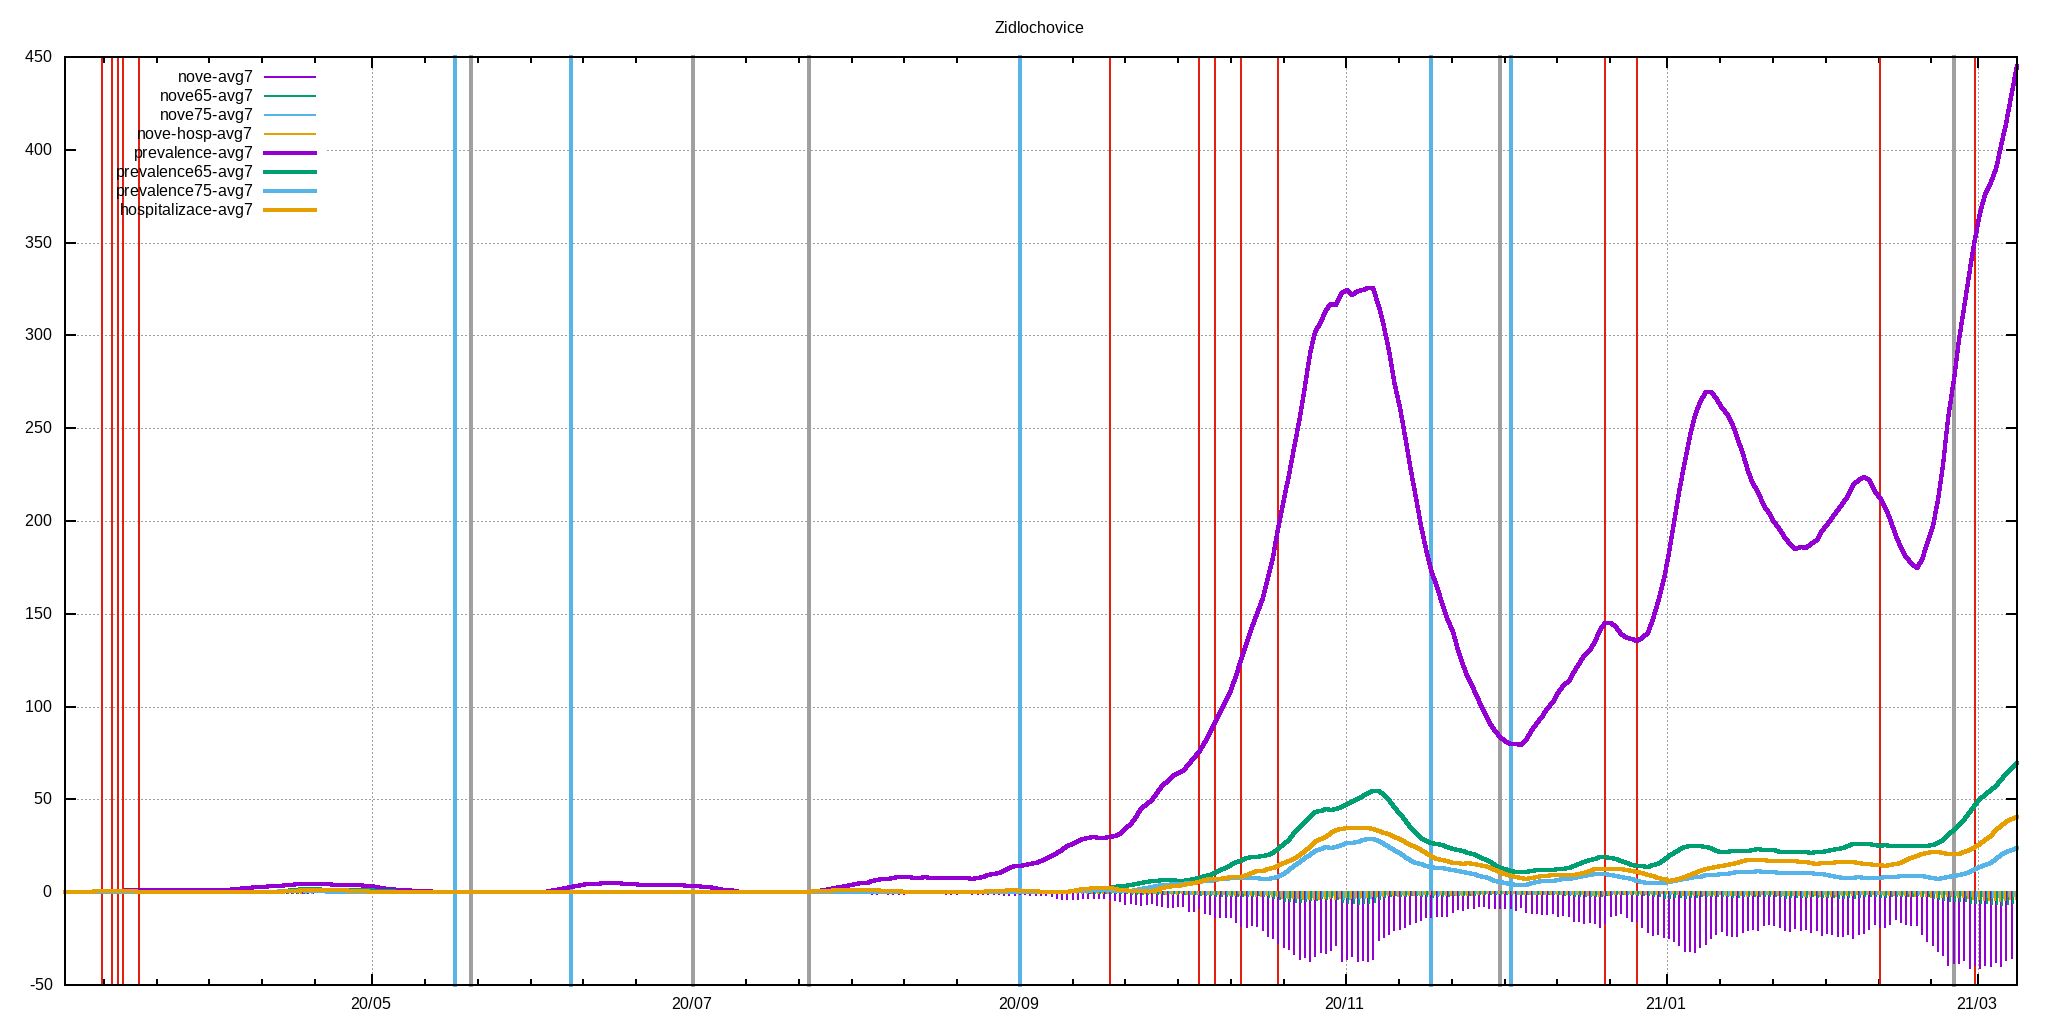 Zidlochovice
450
400
350
300
250
200
150
100
50
0
-50
nove-avg7
nove65-avg7
nove75-avg7
nove-hosp-avg7
prevalence-avg7
prevalence65-avg7
prevalence75-avg7
hospitalizace-avg7
20/05 20/07 20/09 20/11 21/01 21/03